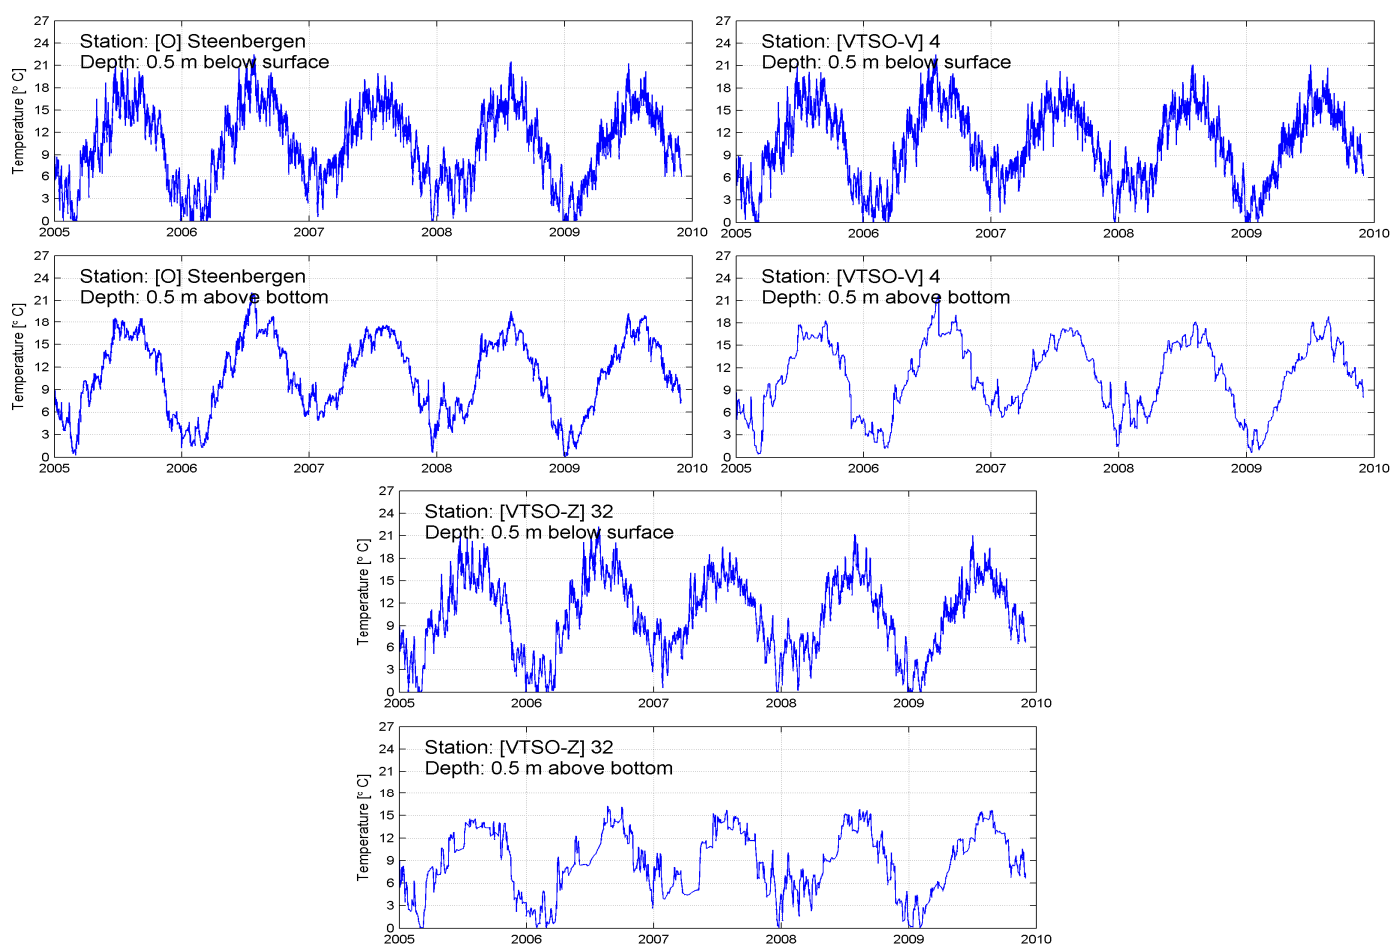 27
24
21
18
15
12
9
6
3
0
Temperature [° C]
Station: [O] Steenbergen
Depth: 0.5 m below surface
2005 2006 2007 2008 2009 2010
27
24
21
18
15
12
9
6
3
0
Station: [VTSO-V] 4
Depth: 0.5 m below surface
2005 2006 2007 2008 2009 2010
27
24
21
18
15
12
9
6
3
0
Temperature [° C]
Station: [O] Steenbergen
Depth: 0.5 m above bottom
2005 2006 2007 2008 2009 2010
27
24
21
18
15
12
9
6
3
0
Station: [VTSO-V] 4
Depth: 0.5 m above bottom
2005 2006 2007 2008 2009 2010
27
24
21
18
15
12
9
6
3
0
Temperature [° C]
Station: [VTSO-Z] 32
Depth: 0.5 m below surface
2005 2006 2007 2008 2009 2010
27
24
21
18
15
12
9
6
3
0
Temperature [° C]
Station: [VTSO-Z] 32
Depth: 0.5 m above bottom
2005 2006 2007 2008 2009 2010